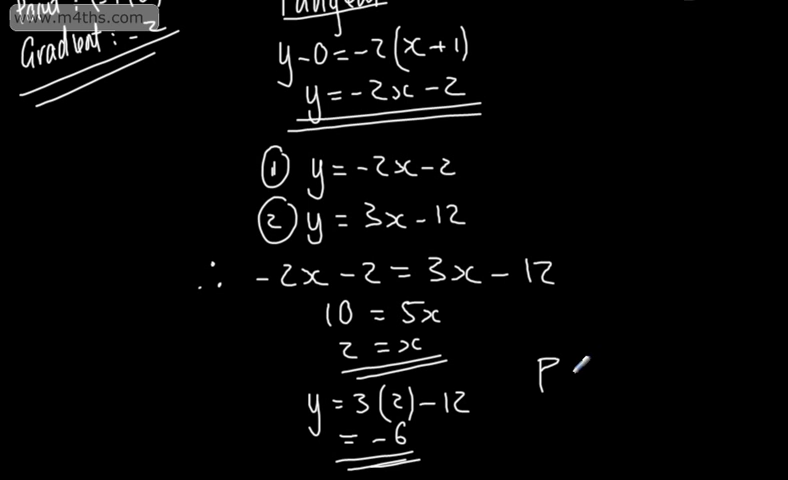 www.m4ths.com
Gradient : -2
Tangent
y-0=-2(x+1)
y=-2x-2
① y=-2x-2
② y=3x-12
∴ -2x-2=3x-12
10=5x
2=x
P
y=3(2)-12
=-6